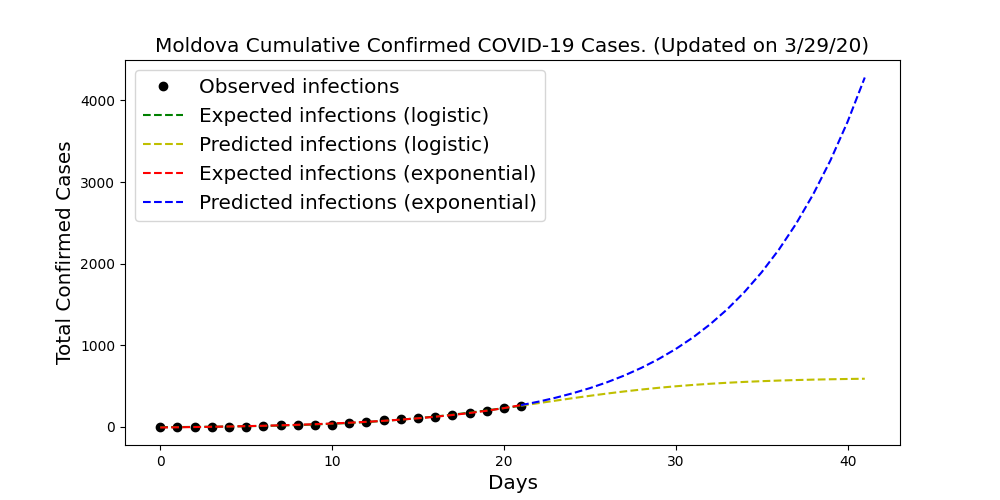 Moldova Cumulative Confirmed COVID-19 Cases. (Updated on 3/29/20)
Observed infections
Expected infections (logistic)
Predicted infections (logistic)
Expected infections (exponential)
Predicted infections (exponential)
Total Confirmed Cases
4000
3000
2000
1000
0
0 10 20 30 40
Days